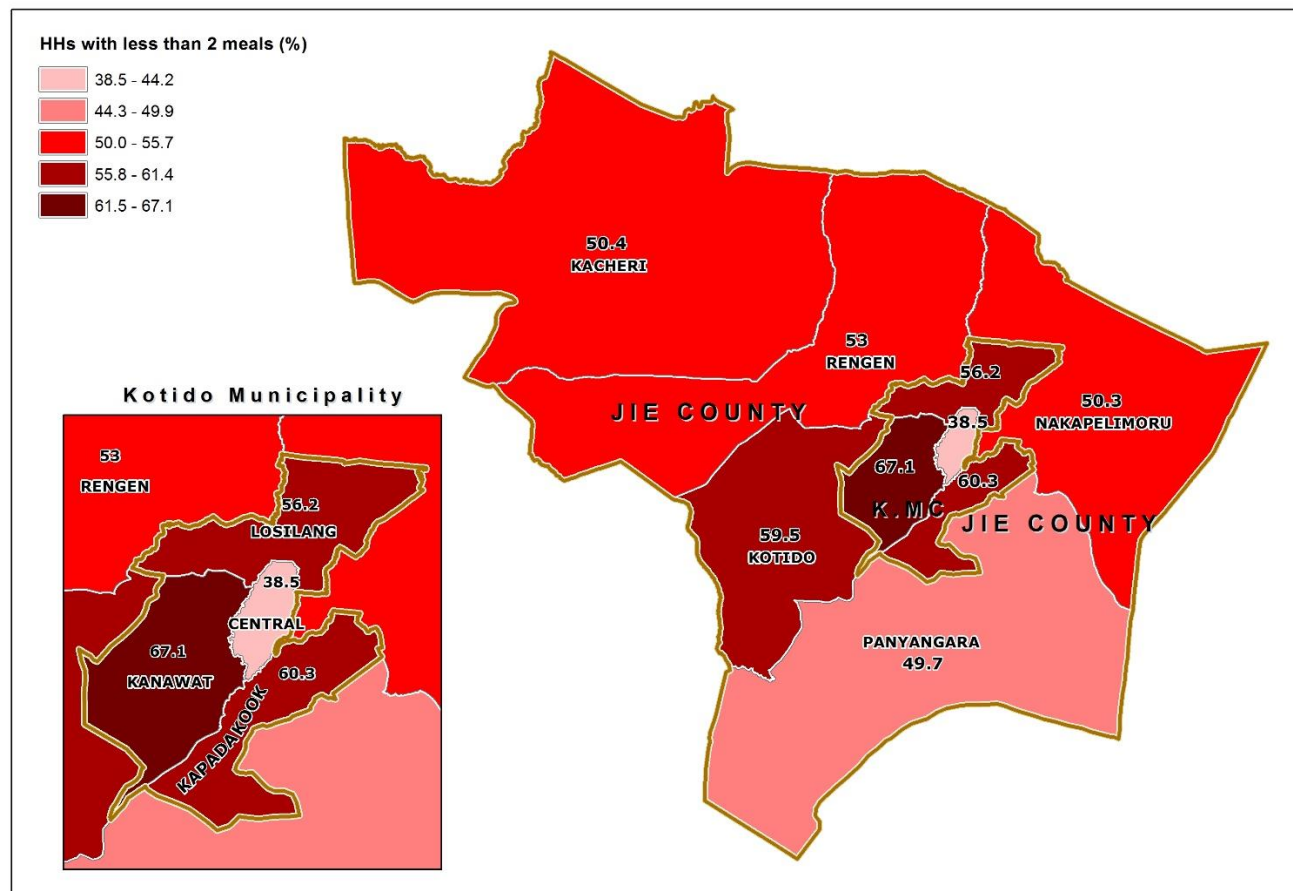 HHs with less than 2 meals (%)
38.5 - 44.2
44.3 - 49.9
50.0 - 55.7
55.8 - 61.4
61.5 - 67.1
50.4
KACHERI
53
RENGEN
56.2
JIE COUNTY
38.5
50.3
NAKAPELIMORU
67.1
60.3
K.MC
JIE COUNTY
59.5
KOTIDO
PANYANGARA
49.7
Kotido Municipality
53
RENGEN
56.2
LOSILANG
38.5
CENTRAL
67.1
KANAWAT
60.3
KAPADAKOOK